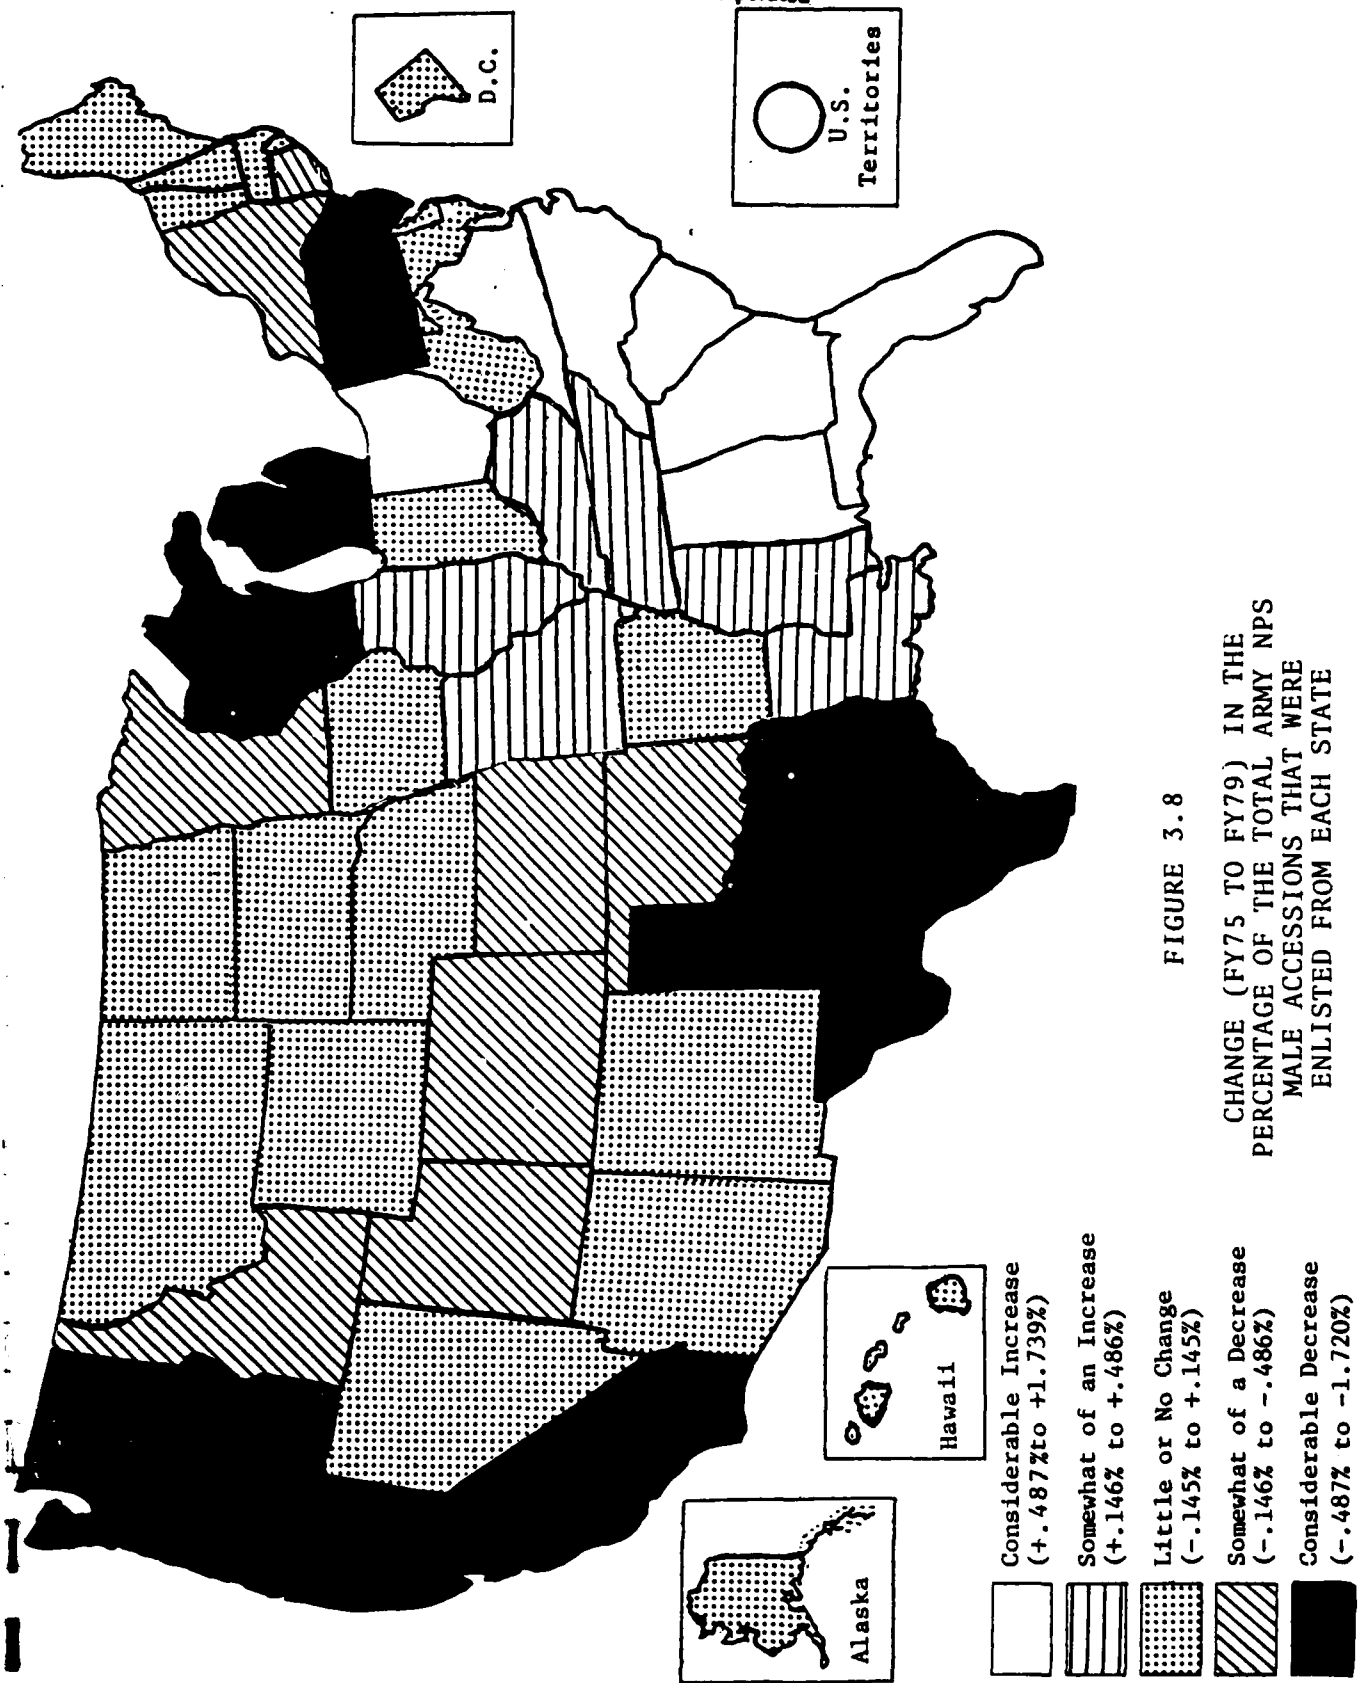 D.C.
U.S.
Territories
Alaska
Hawaii
Considerable Increase
(+.487%to +1.739%)
Somewhat of an Increase
(+.146% to +.486%)
Little or No Change
(-.145% to +.145%)
Somewhat of a Decrease
(-.146% to -.486%)
Considerable Decrease
(-.487% to -1.720%)
FIGURE 3.8
CHANGE (FY75 TO FY79) IN THE
PERCENTAGE OF THE TOTAL ARMY NPS
MALE ACCESSIONS THAT WERE
ENLISTED FROM EACH STATE